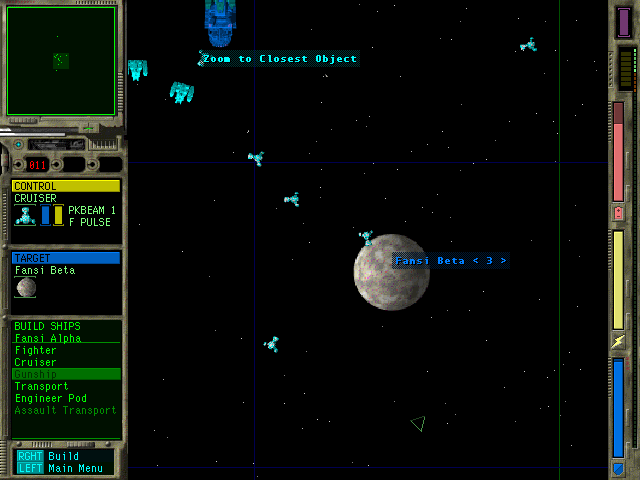 Zoom to Closest Object
011
CONTROL
CRUISER
PKBEAM 1
F PULSE
TARGET
Fansi Beta
Fansi Beta < 3 >
BUILD SHIPS
Fansi Alpha
Fighter
Cruiser
Gunship
Transport
Engineer Pod
Assault Transport
RGHT Build
LEFT Main Menu